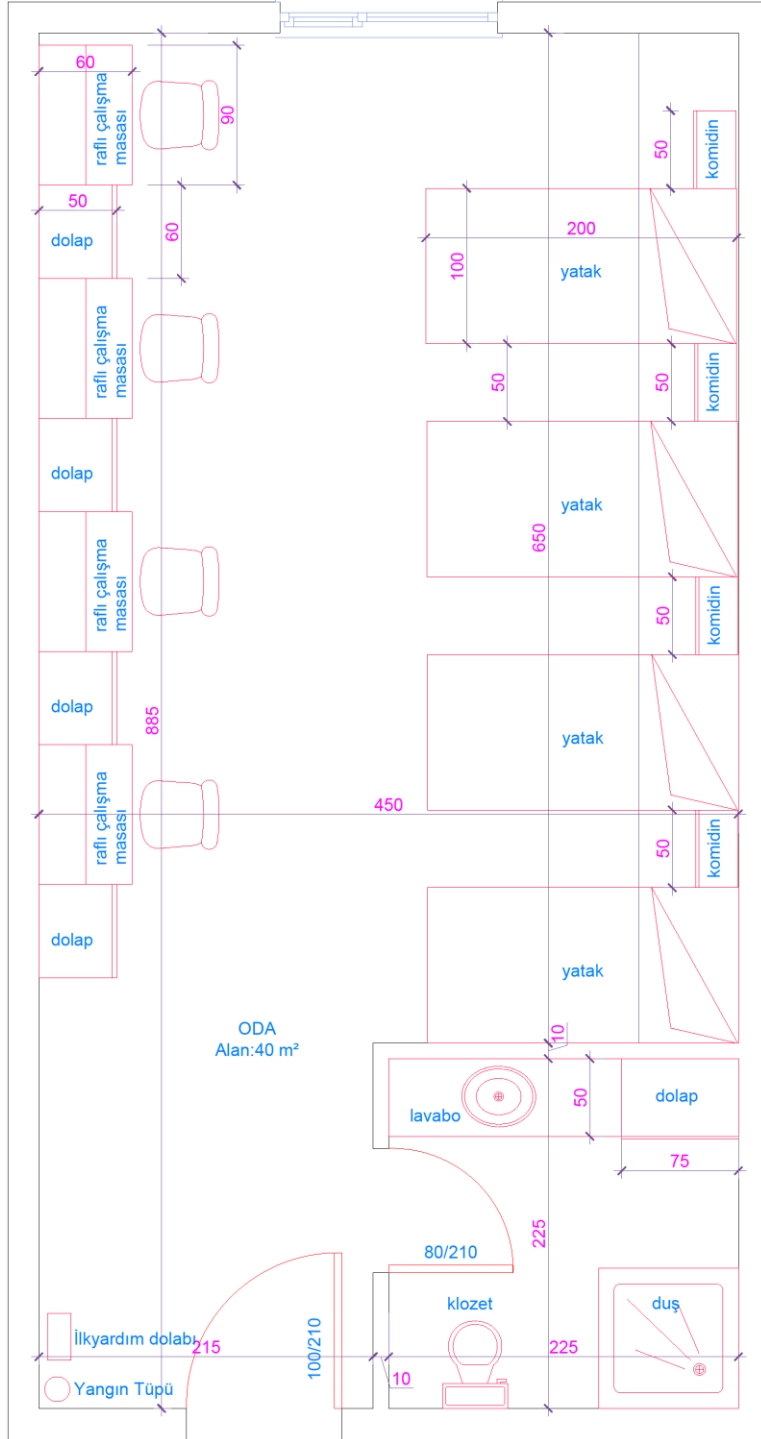 60
raflı çalışma
masası
90
50
komidin
50
dolap
60
200
100
yatak
raflı çalışma
masası
50
50
komidin
dolap
yatak
650
raflı çalışma
masası
50
komidin
dolap
885
yatak
raflı çalışma
masası
450
50
komidin
dolap
yatak
ODA
Alan:40 m²
10
lavabo
50
dolap
75
225
80/210
klozet
duş
İlkyardım dolabı
215
100/210
225
10
Yangın Tüpü